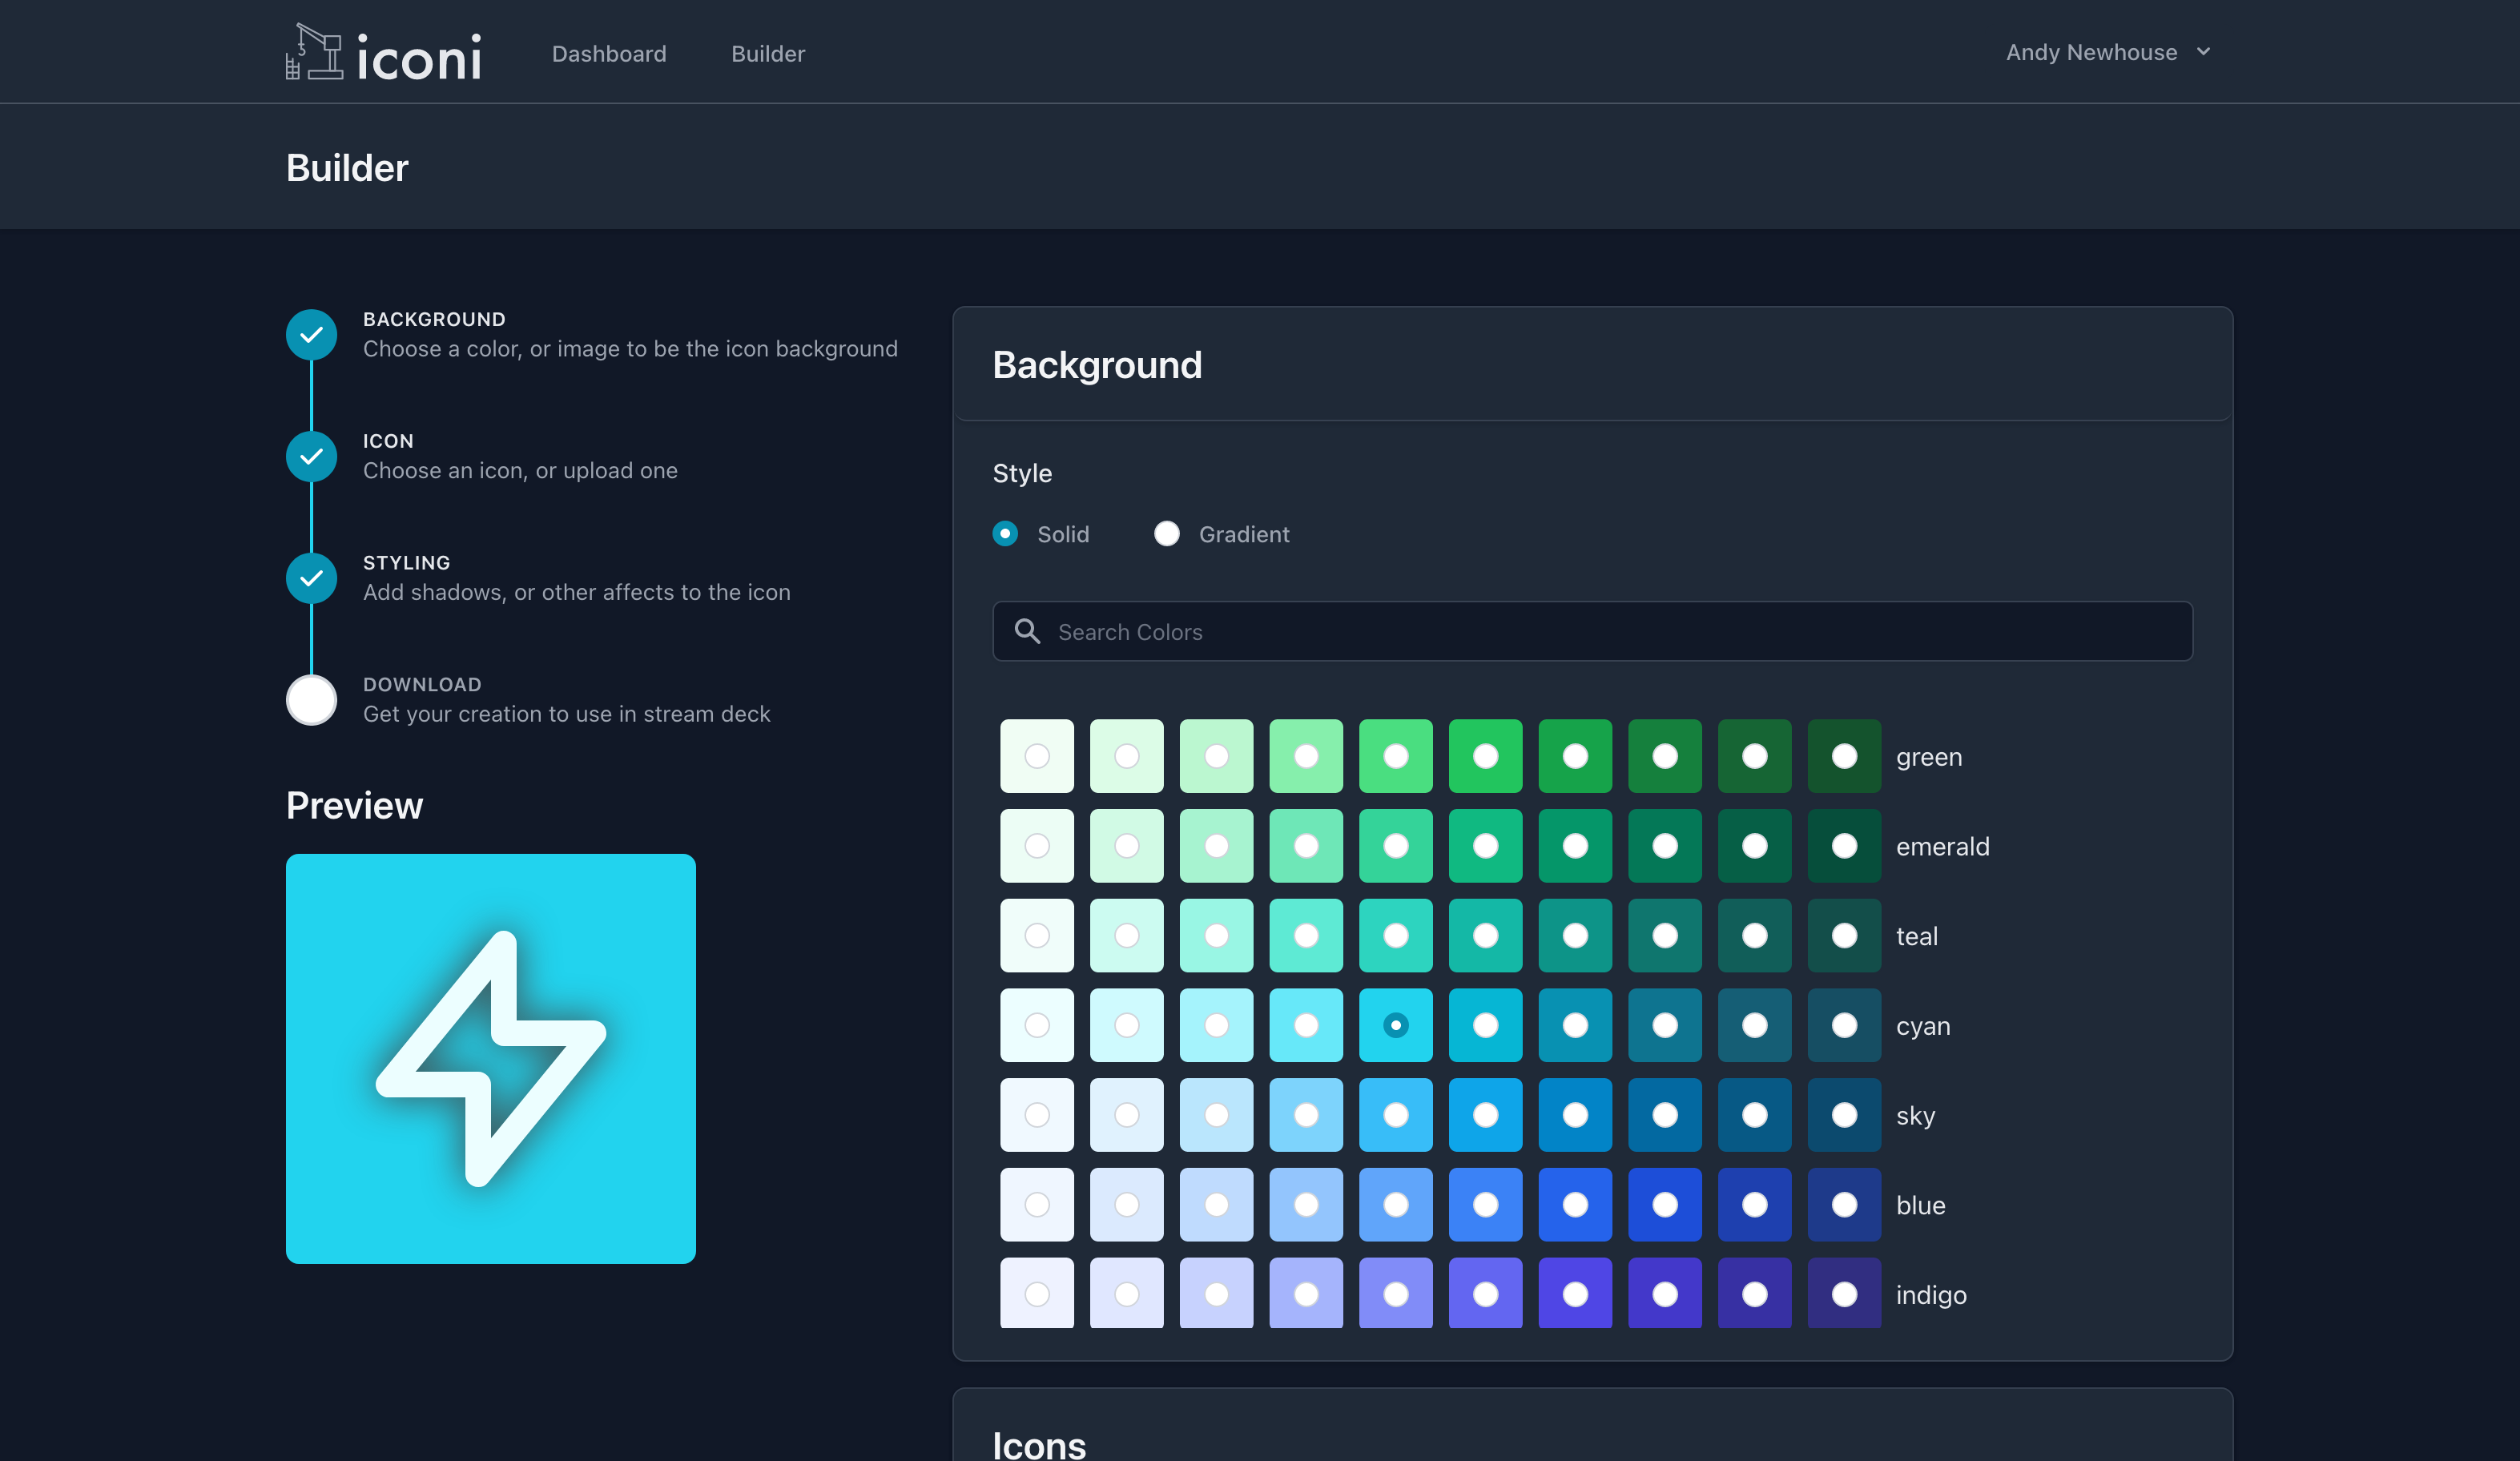 iconi
Dashboard
Builder
Andy Newhouse
Builder
BACKGROUND
Choose a color, or image to be the icon background
ICON
Choose an icon, or upload one
STYLING
Add shadows, or other affects to the icon
DOWNLOAD
Get your creation to use in stream deck
Preview
Background
Style
Solid
Gradient
Search Colors
green
emerald
teal
cyan
sky
blue
indigo
Icons